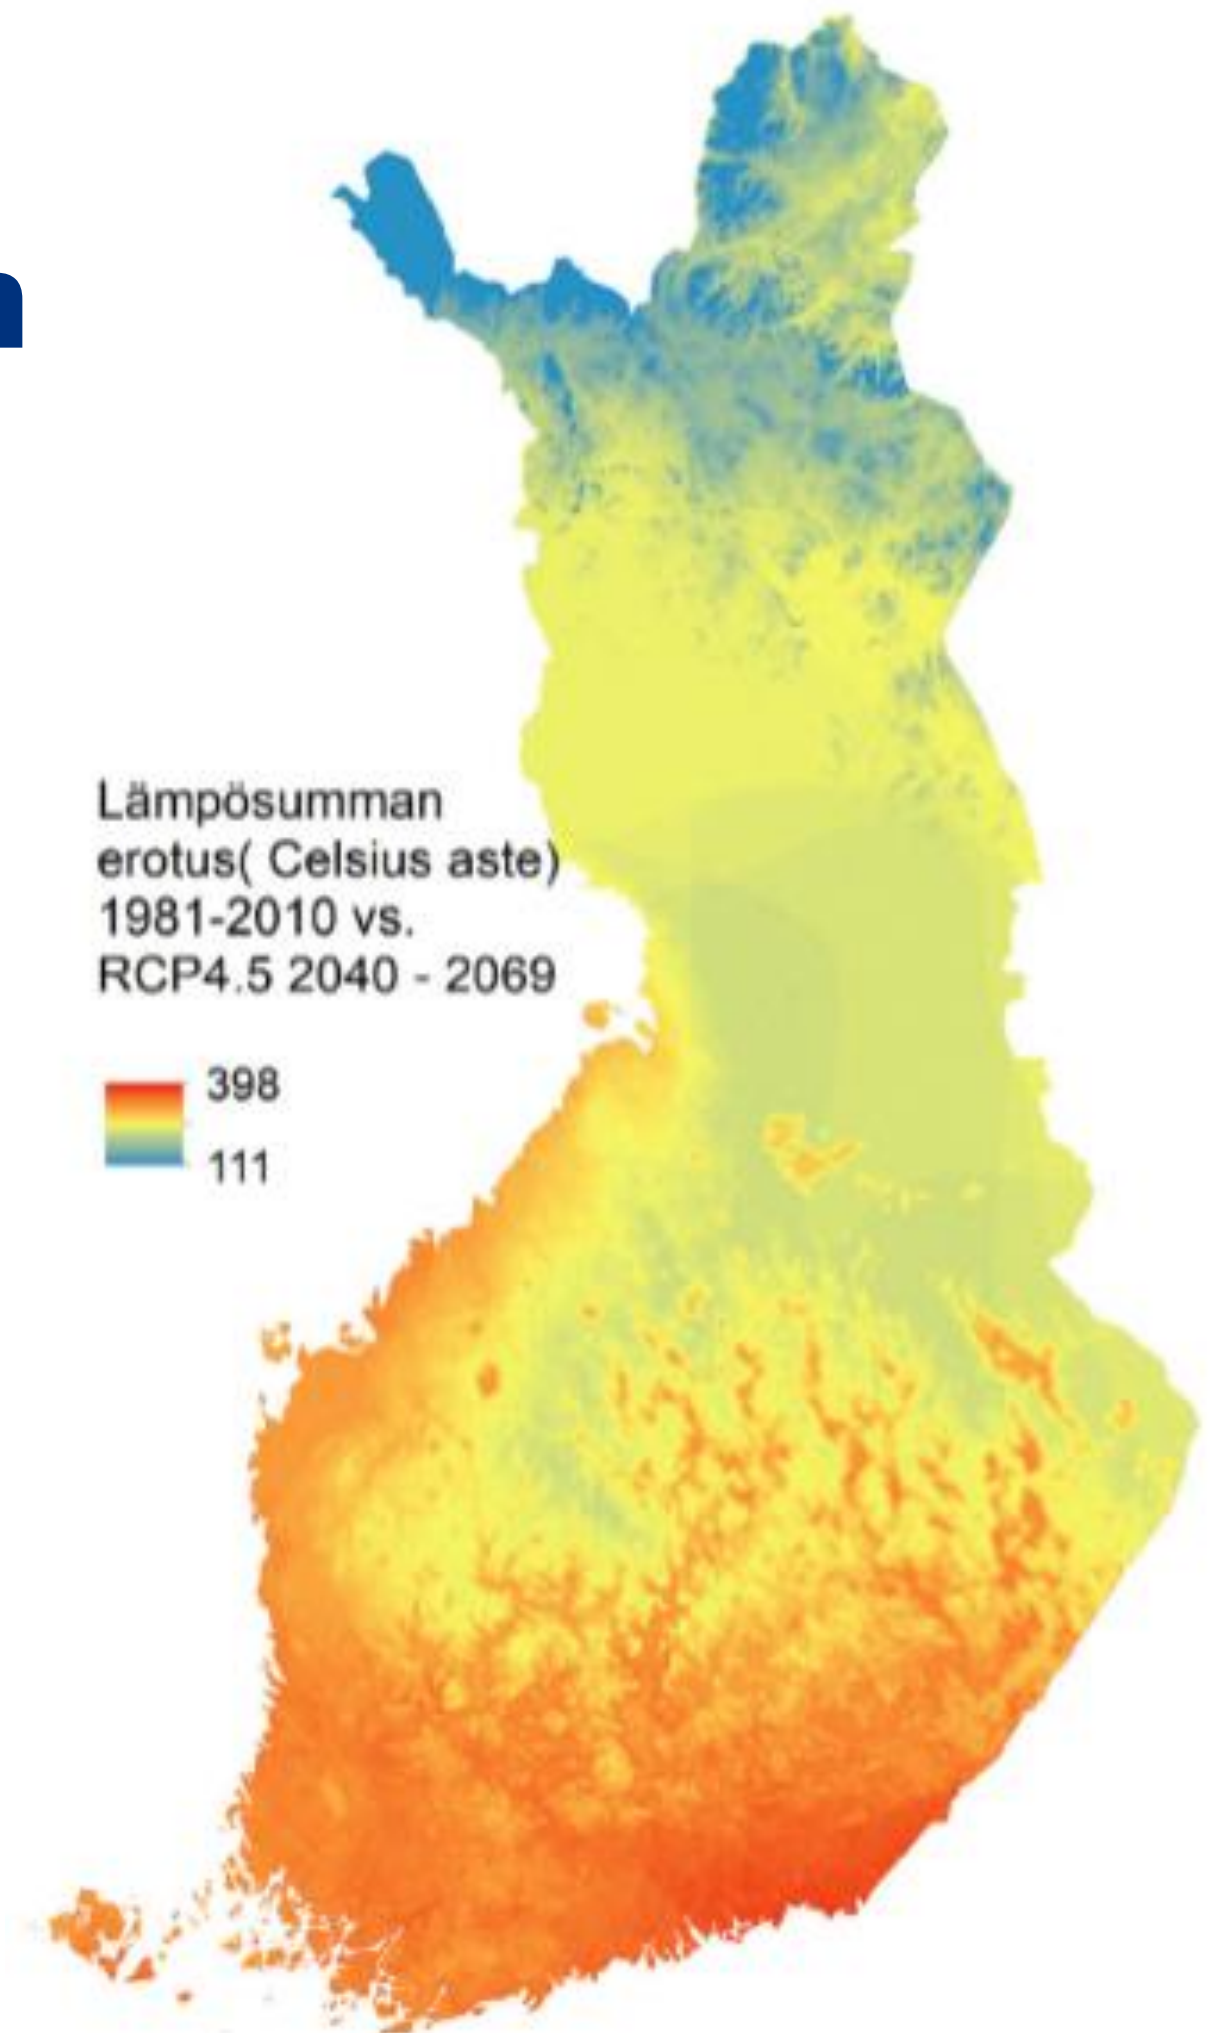 Lämpösumman
erotus( Celsius aste)
1981-2010 vs.
RCP4.5 2040 - 2069
398
111